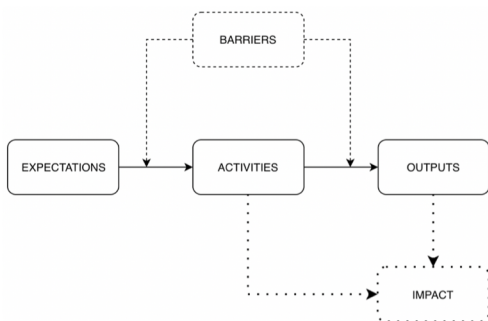 BARRIERS
EXPECTATIONS
ACTIVITIES
OUTPUTS
IMPACT